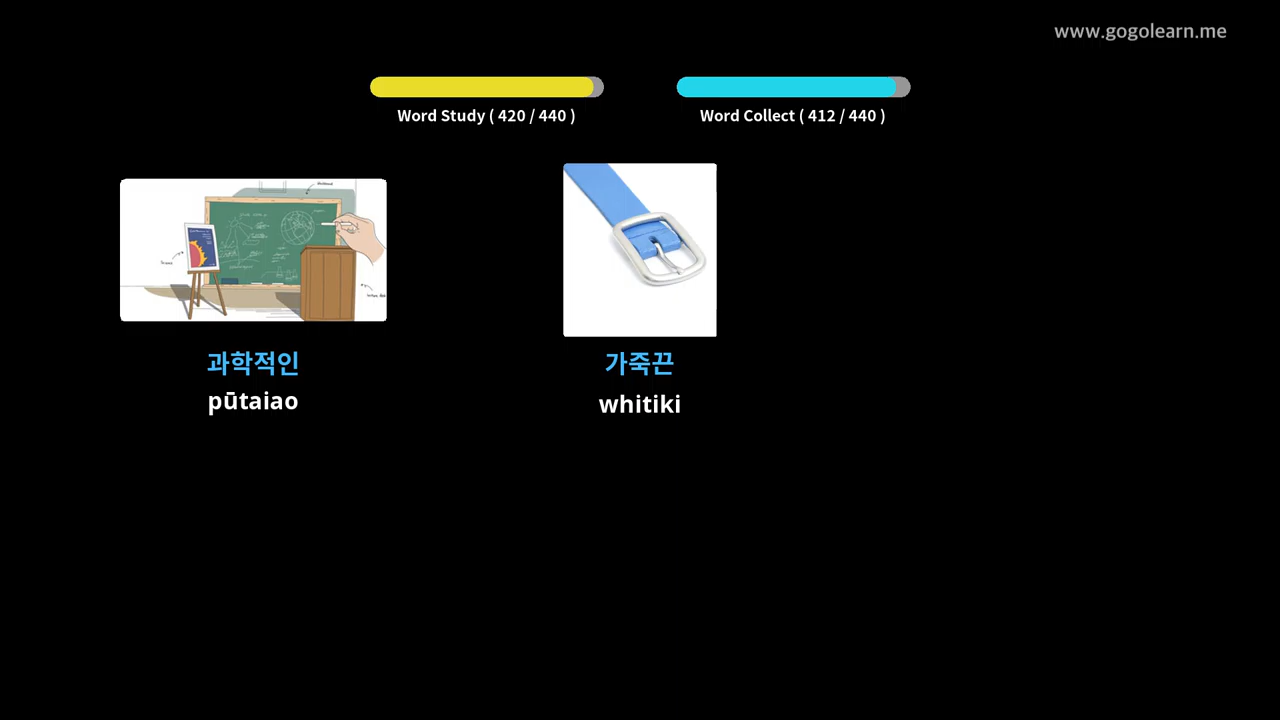 www.gogolearn.me
Word Study ( 420 / 440 )
Word Collect ( 412 / 440 )
과학적인
pūtaiao
가죽끈
whitiki